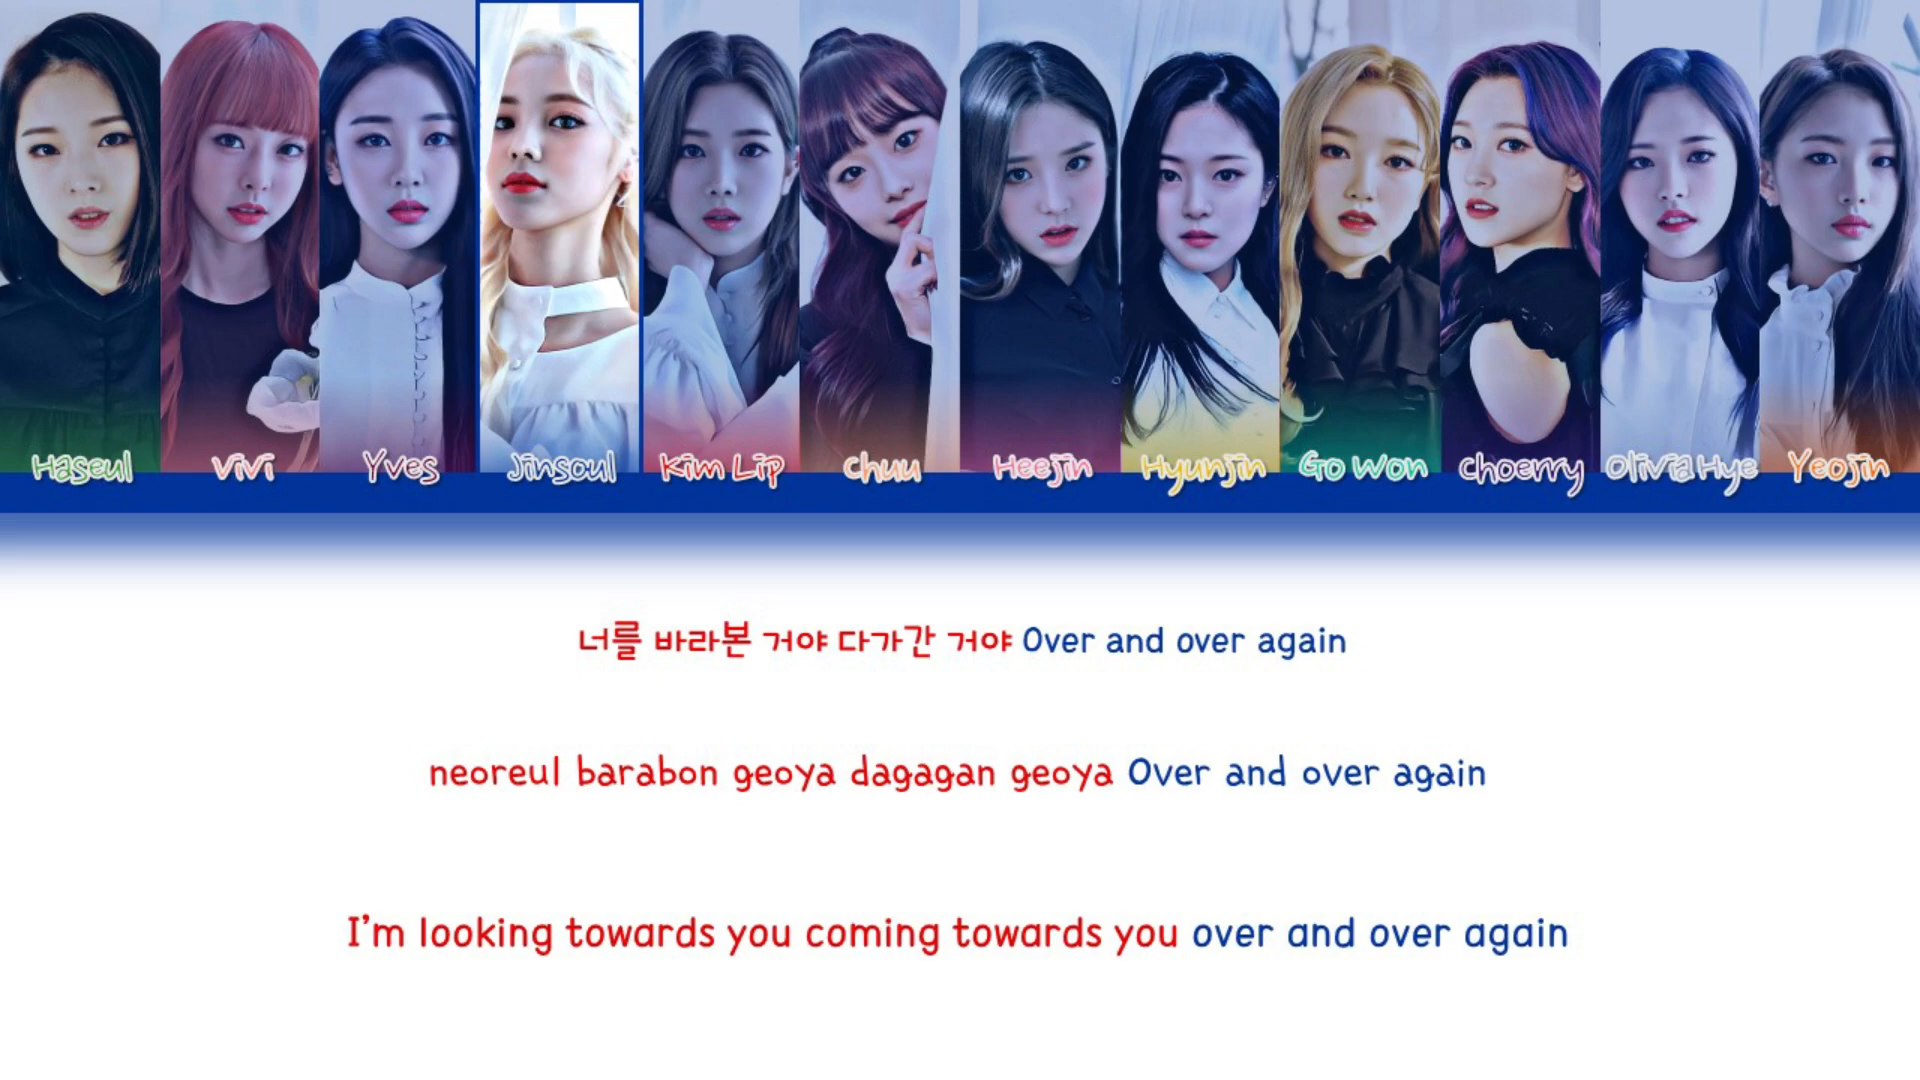 Haseul ViVi Yves Jinsoul Kim Lip Chuu Heejin Hyunjin Go Won Choerry Olivia Hye Yeojin
너를 바라본 거야 다가간 거야 Over and over again
neoreul barabon geoya dagagan geoya Over and over again
I'm looking towards you coming towards you over and over again